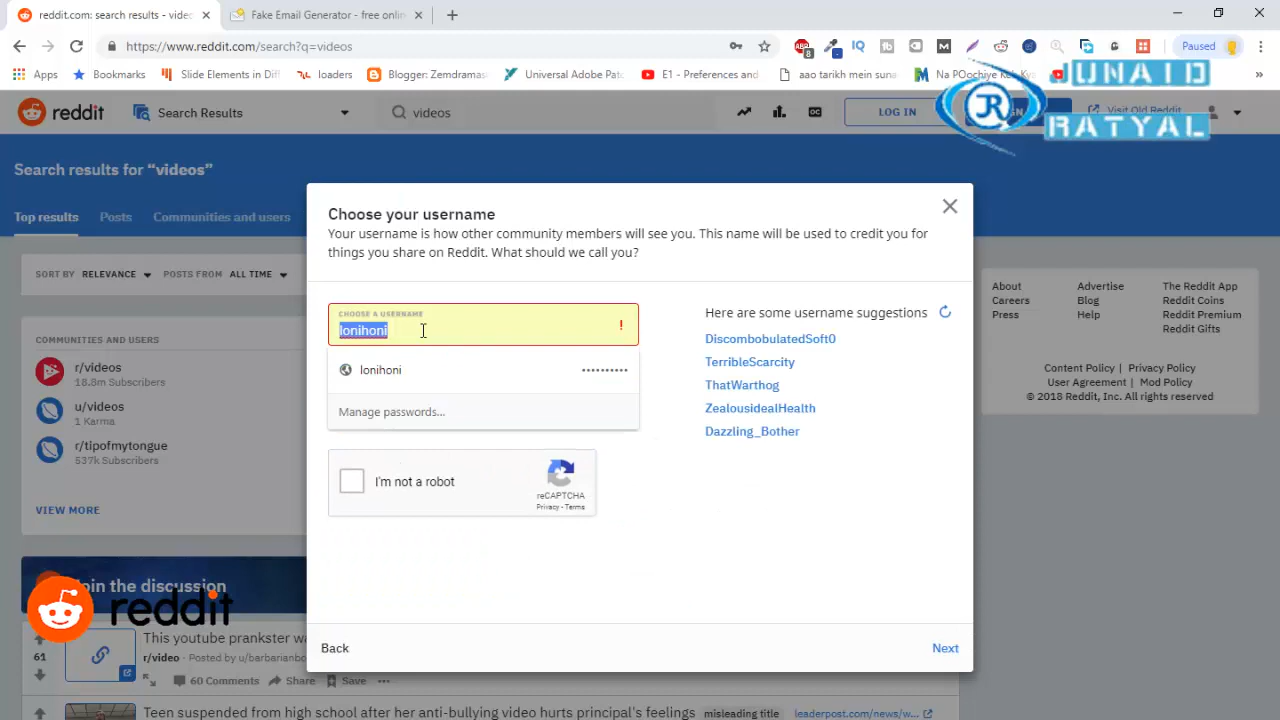 reddit.com: search results - video
Fake Email Generator - free onlin
https://www.reddit.com/search?q=videos
8
Paused
Apps
Bookmarks
Slide Elements in Dif
loaders
Blogger: Zemsiramas
Universal Adobe Pat
E1 - Preferences and
aao tarikh mein suna
Na POochiye Keh Kya
»
JUNAID
JR
RATYAL
reddit
Search Results
videos
LOG IN
Visit Old Reddit
Search results for “videos”
Top results
Posts
Communities and users
SORT BY
RELEVANCE
POSTS FROM
ALL TIME
COMMUNITIES AND USERS
r/videos
18.8m Subscribers
u/videos
1 Karma
r/tipofmytongue
537k Subscribers
VIEW MORE
Join the discussion
reddit
61
This youtube prankster wa
r/video
Posted by u/barbarianbo
60 Comments
Share
Save
Teen suspended from high school after her anti-bullying video hurts principal's feelings
misleading title
leaderpost.com/news/w...
Choose your username
Your username is how other community members will see you. This name will be used to credit you for
things you share on Reddit. What should we call you?
CHOOSE A USERNAME
lonihoni
!
lonihoni
••••••••••
Manage passwords...
I'm not a robot
reCAPTCHA
Privacy - Terms
Here are some username suggestions
DiscombobulatedSoft0
TerribleScarcity
ThatWarthog
ZealousidealHealth
Dazzling_Bother
Back
Next
About
Advertise
The Reddit App
Careers
Blog
Reddit Coins
Press
Help
Reddit Premium
Reddit Gifts
Content Policy | Privacy Policy
User Agreement | Mod Policy
© 2018 Reddit, Inc. All rights reserved